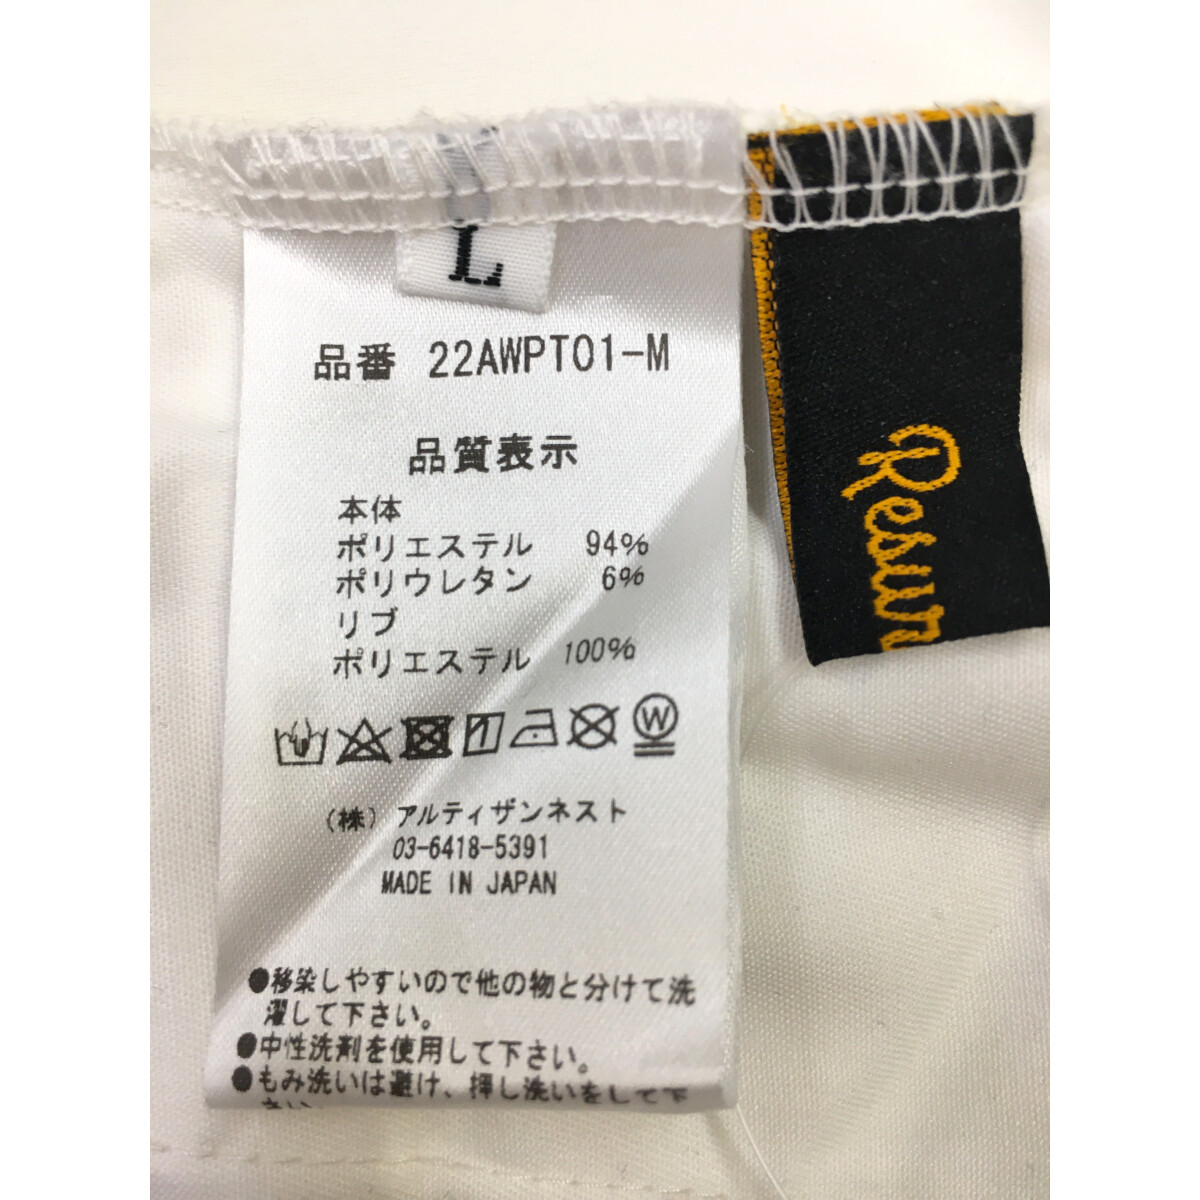 L
品番 22AWPT01-M
品質表示
本体
ポリエステル 94%
ポリウレタン 6%
リブ
ポリエステル 100%
W
(株) アルティザンネスト
03-6418-5391
MADE IN JAPAN
●移染しやすいので他の物と分けて洗
濯して下さい。
●中性洗剤を使用して下さい。
●もみ洗いは避け、押し洗いをして下
さい。
Resurr